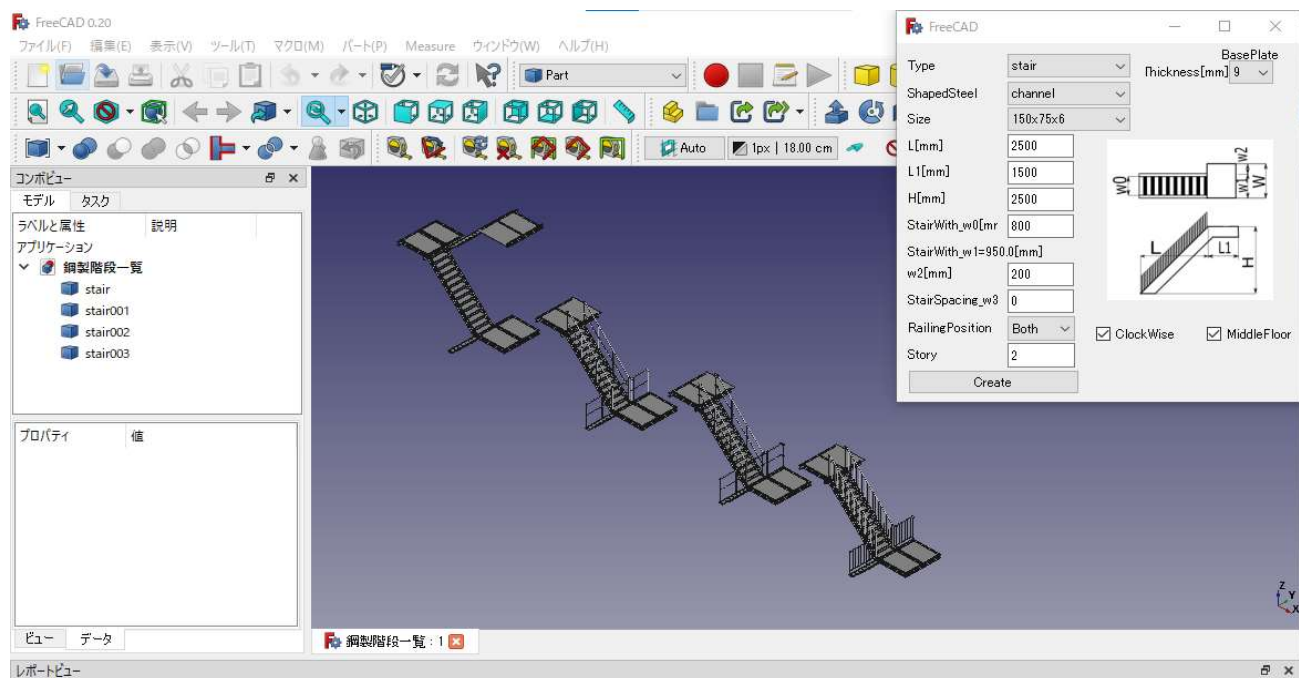 FreeCAD 0.20
ファイル(F) 編集(E) 表示(V) ツール(T) マクロ(M) パート(P) Measure ウィンドウ(W) ヘルプ(H)
Part
Auto 1px | 18.00 cm
コンボビュー
モデル タスク
ラベルと属性 説明
アプリケーション
鋼製階段一覧
stair
stair001
stair002
stair003
プロパティ 値
ビュー データ
鋼製階段一覧 : 1
レポートビュー
FreeCAD
Type stair
BasePlate
Thickness[mm] 9
ShapedSteel channel
Size 150x75x6
L[mm] 2500
L1[mm] 1500
H[mm] 2500
StairWith_w0[mr 800
StairWith_w1=950.0[mm]
w2[mm] 200
StairSpacing_w3 0
RailingPosition Both
ClockWise MiddleFloor
Story 2
Create
w0 w1 w2 W
L L1 H
Z
Y
X